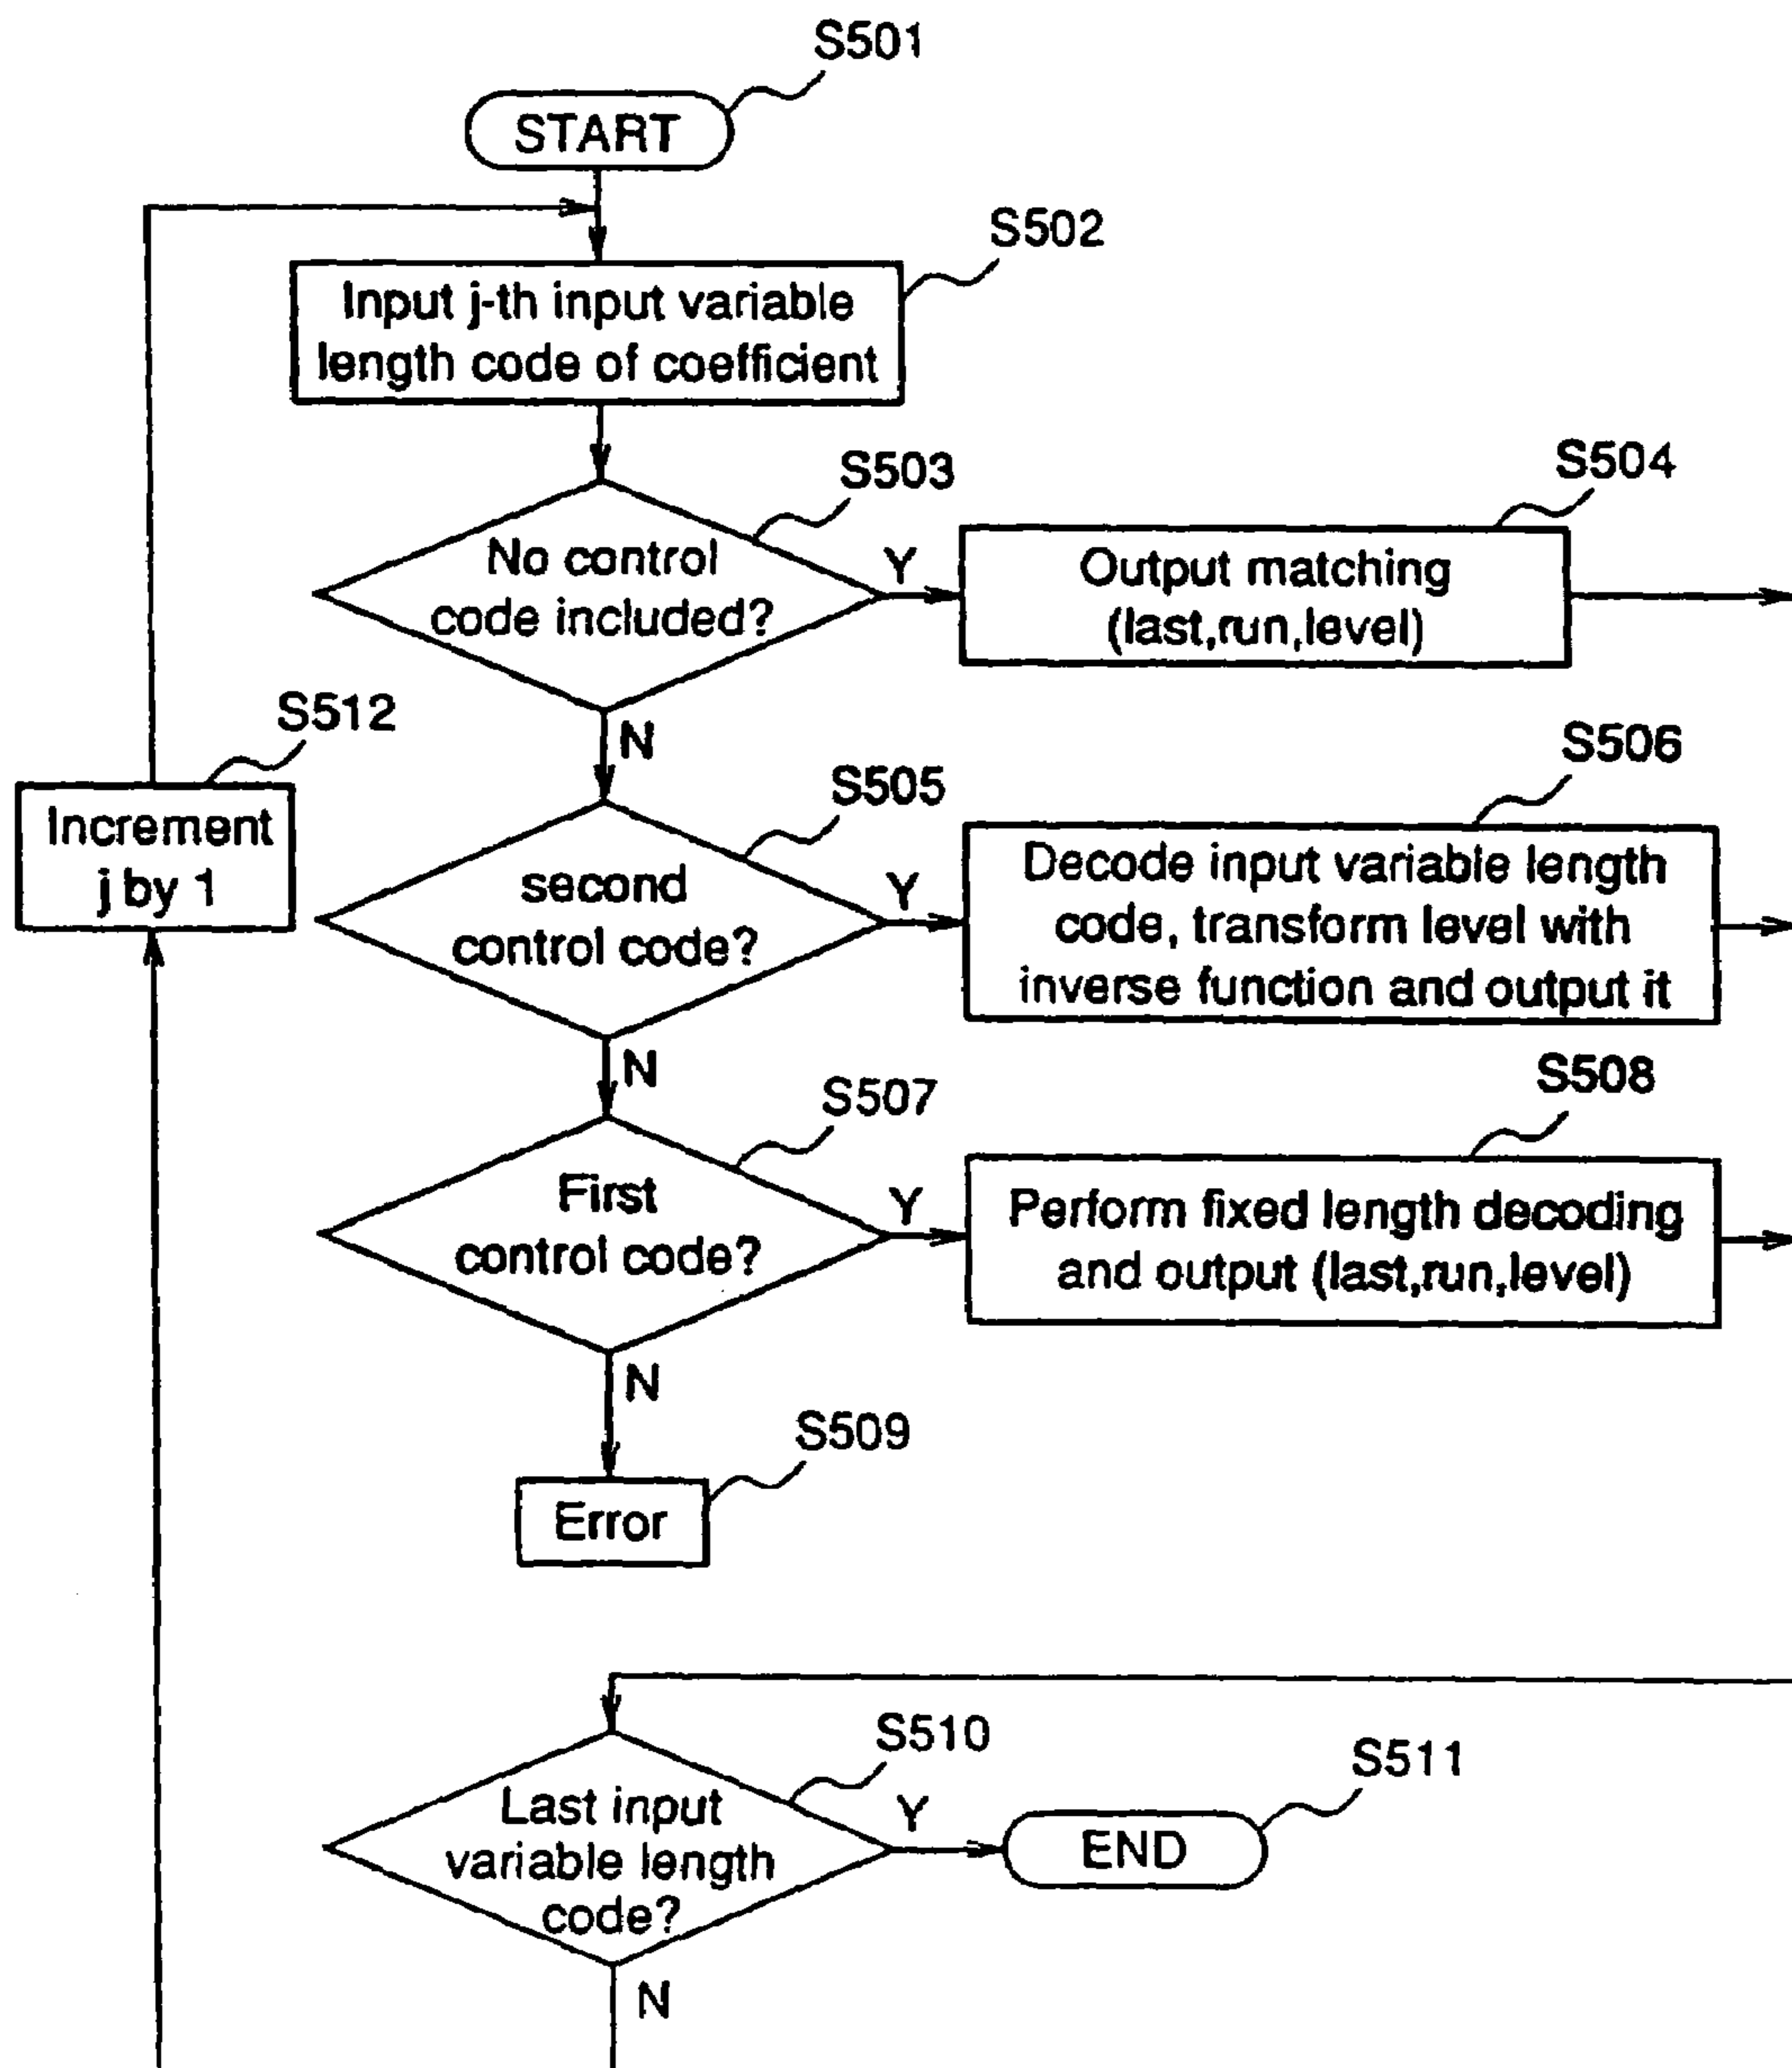 S501
START
S502
Input j-th input variable
length code of coefficient
S503
No control
code included?
Y
S504
Output matching
(last,run,level)
N
S512
Increment
j by 1
S505
second
control code?
Y
S506
Decode input variable length
code, transform level with
inverse function and output it
N
S507
First
control code?
Y
S508
Perform fixed length decoding
and output (last,run,level)
N
S509
Error
S510
Last input
variable length
code?
Y
S511
END
N